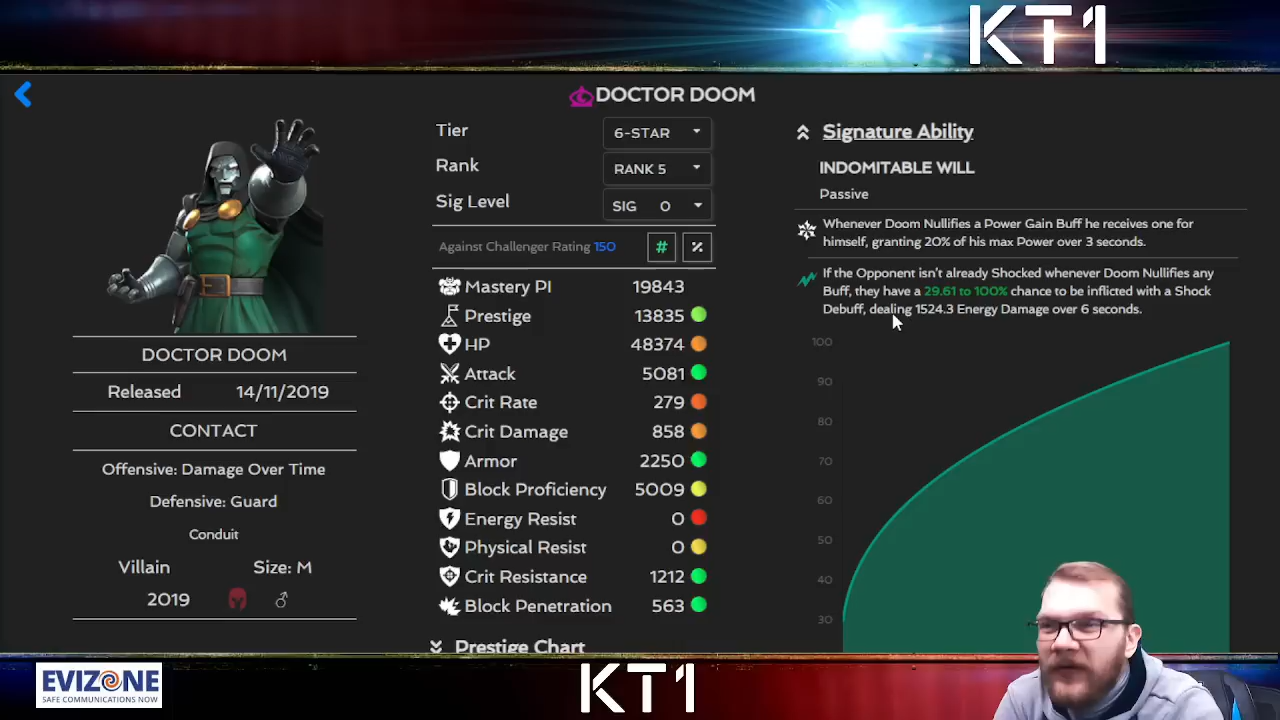 KT1
DOCTOR DOOM
DOCTOR DOOM
Released 14/11/2019
CONTACT
Offensive: Damage Over Time
Defensive: Guard
Conduit
Villain Size: M
2019 ♂
Tier 6-STAR
Rank RANK 5
Sig Level SIG 0
Against Challenger Rating 150 # %
Mastery PI 19843
Prestige 13835
HP 48374
Attack 5081
Crit Rate 279
Crit Damage 858
Armor 2250
Block Proficiency 5009
Energy Resist 0
Physical Resist 0
Crit Resistance 1212
Block Penetration 563
Prestige Chart
Signature Ability
INDOMITABLE WILL
Passive
Whenever Doom Nullifies a Power Gain Buff he receives one for
himself, granting 20% of his max Power over 3 seconds.
If the Opponent isn't already Shocked whenever Doom Nullifies any
Buff, they have a 29.61 to 100% chance to be inflicted with a Shock
Debuff, dealing 1524.3 Energy Damage over 6 seconds.
100
90
80
70
60
50
40
30
EVIZONE
SAFE COMMUNICATIONS NOW
KT1